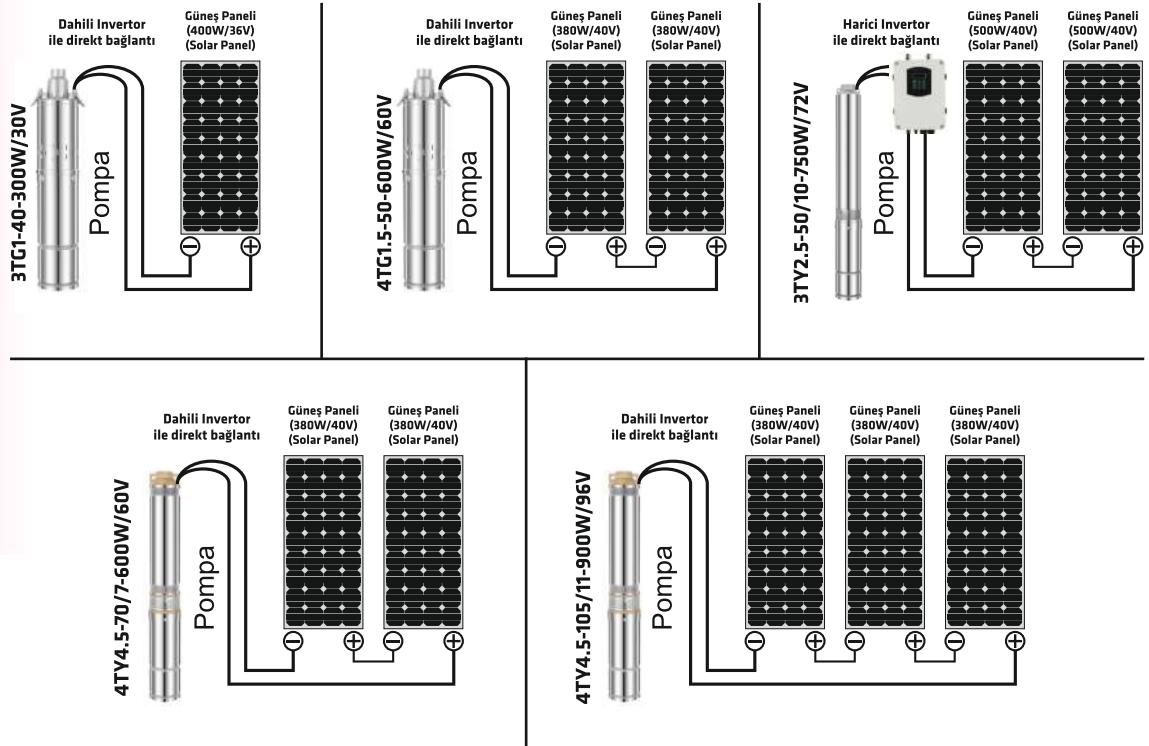 Dahili Invertor
ile direkt bağlantı
Güneş Paneli
(400W/36V)
(Solar Panel)
3TG1-40-300W/30V
Pompa
Dahili Invertor
ile direkt bağlantı
Güneş Paneli
(380W/40V)
(Solar Panel)
Güneş Paneli
(380W/40V)
(Solar Panel)
4TG1.5-50-600W/60V
Pompa
Harici Invertor
ile direkt bağlantı
Güneş Paneli
(500W/40V)
(Solar Panel)
Güneş Paneli
(500W/40V)
(Solar Panel)
3TY2.5-50/10-750W/72V
Pompa
Dahili Invertor
ile direkt bağlantı
Güneş Paneli
(380W/40V)
(Solar Panel)
Güneş Paneli
(380W/40V)
(Solar Panel)
4TY4.5-70/7-600W/60V
Pompa
Dahili Invertor
ile direkt bağlantı
Güneş Paneli
(380W/40V)
(Solar Panel)
Güneş Paneli
(380W/40V)
(Solar Panel)
Güneş Paneli
(380W/40V)
(Solar Panel)
4TY4.5-105/11-900W/96V
Pompa